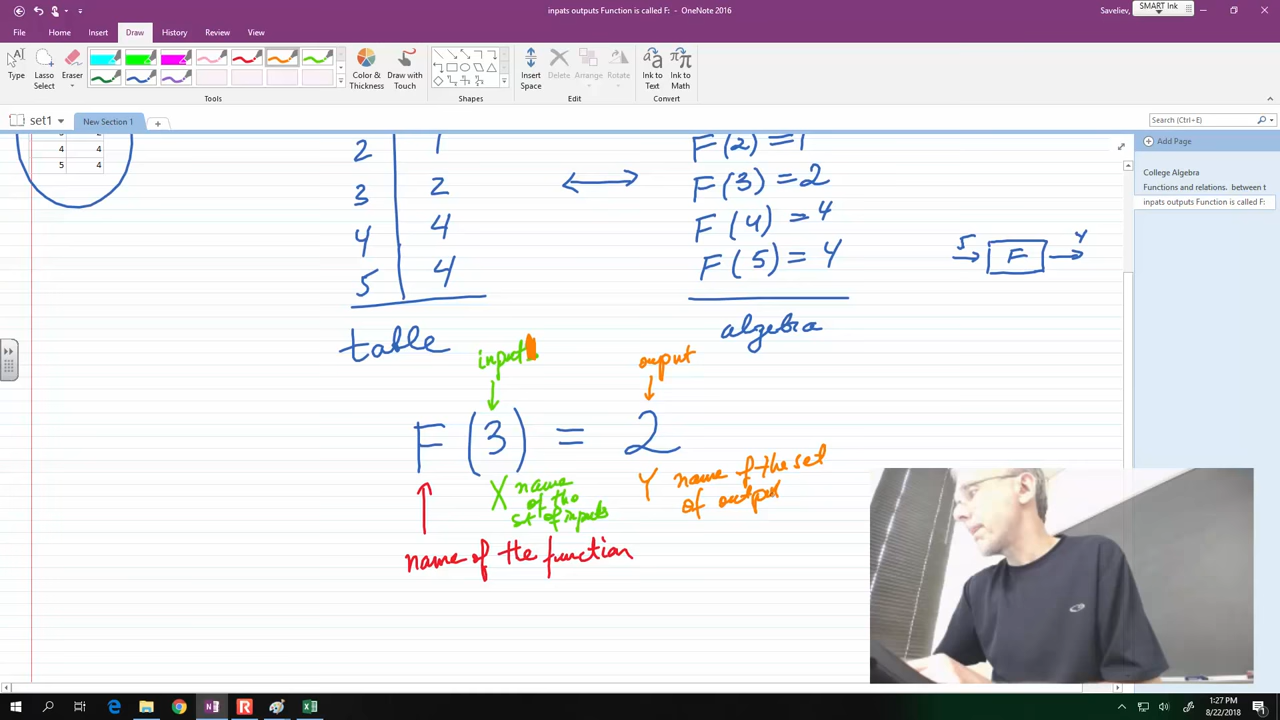 inpats outputs Function is called F: - OneNote 2016
Saveliev,
SMART Ink
File Home Insert Draw History Review View
Type
Lasso Select
Eraser
Color & Thickness
Draw with Touch
Insert Space
Delete
Arrange
Rotate
Ink to Text
Ink to Math
Tools
Shapes
Edit
Convert
set1
New Section 1
Search (Ctrl+E)
Add Page
College Algebra
Functions and relations. between t
inpats outputs Function is called F:
4 4
5 4
2 1
3 2
4 4
5 4
table
F(2)=1
F(3)=2
F(4)=4
F(5)=4
algebra
5 F 4
input
ouput
F(3) = 2
X name of the set of inputs
Y name of the set of output
name of the function
1:27 PM
8/22/2018